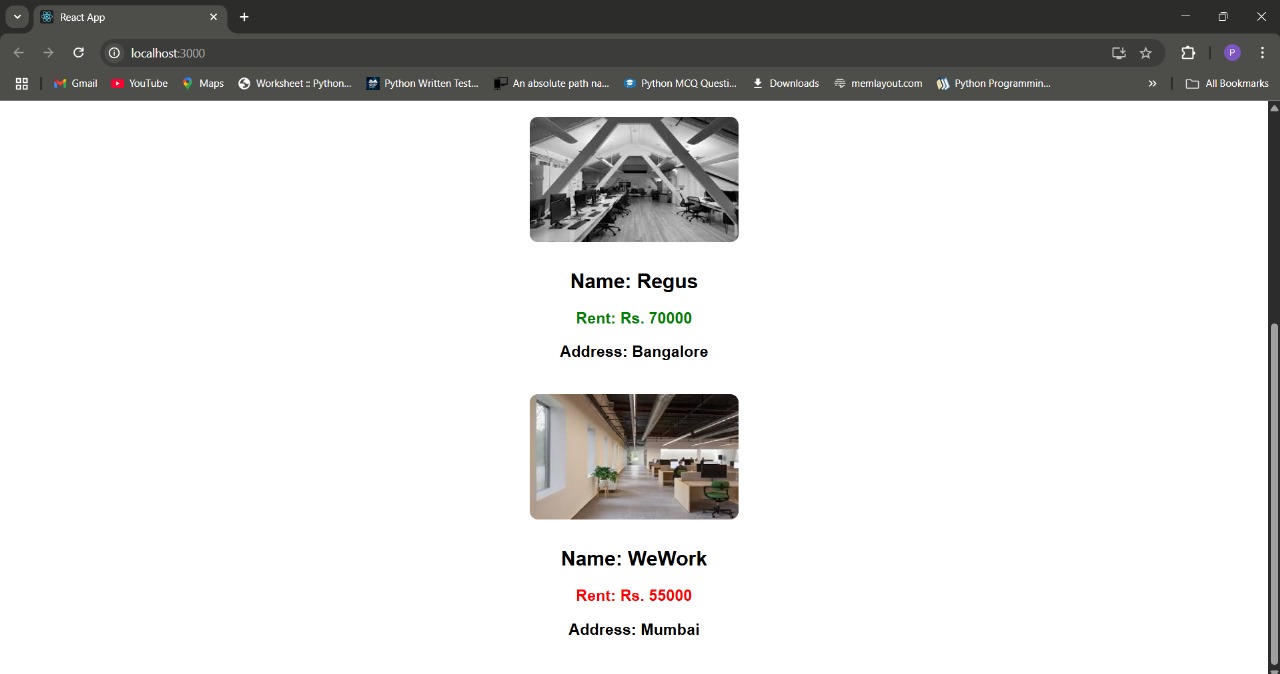 React App
localhost:3000
P
Gmail
YouTube
Maps
Worksheet :: Python...
Python Written Test...
An absolute path na...
Python MCQ Questi...
Downloads
memlayout.com
Python Programmin...
»
All Bookmarks
Name: Regus
Rent: Rs. 70000
Address: Bangalore
Name: WeWork
Rent: Rs. 55000
Address: Mumbai